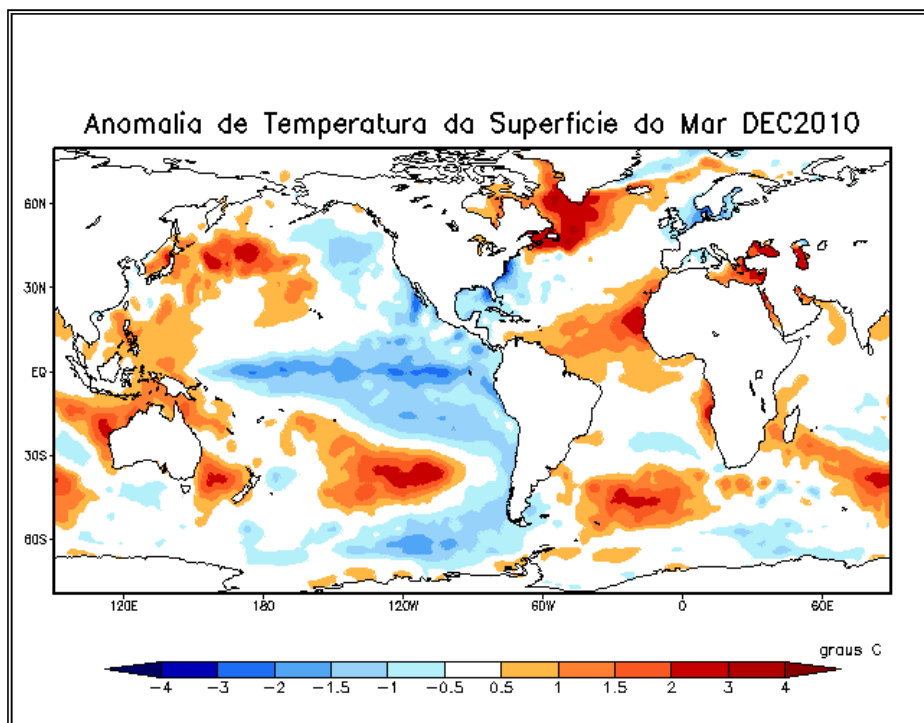 Anomalia de Temperatura da Superficie do Mar DEC2010
60N
30N
EQ
30S
60S
120E 180 120W 60W 0 60E
graus C
-4 -3 -2 -1.5 -1 -0.5 0.5 1 1.5 2 3 4